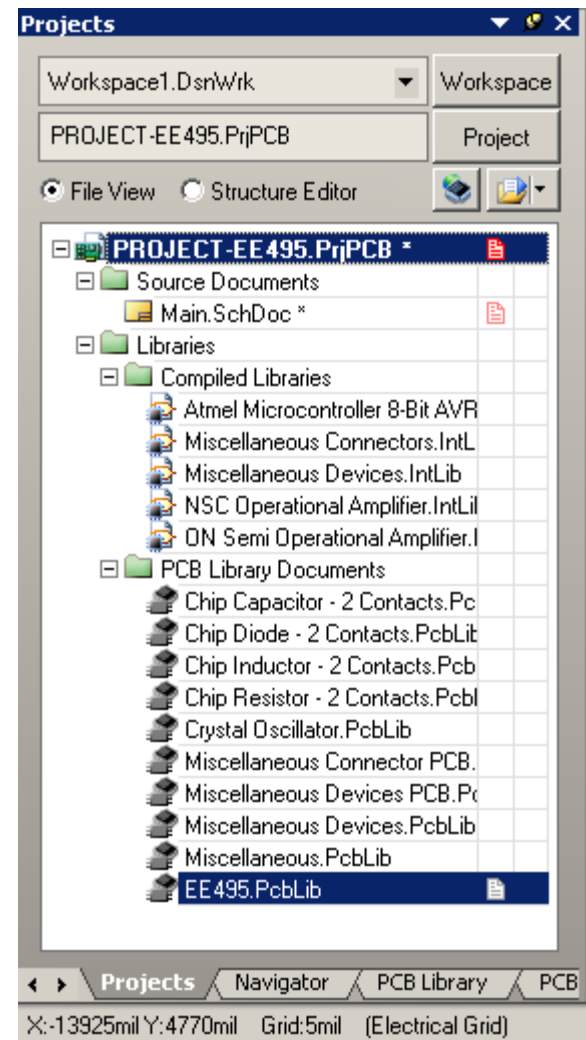 Projects
Workspace1.DsnWrk Workspace
PROJECT-EE495.PrjPCB Project
File View Structure Editor
PROJECT-EE495.PrjPCB *
Source Documents
Main.SchDoc *
Libraries
Compiled Libraries
Atmel Microcontroller 8-Bit AVR
Miscellaneous Connectors.IntL
Miscellaneous Devices.IntLib
NSC Operational Amplifier.IntLil
ON Semi Operational Amplifier.I
PCB Library Documents
Chip Capacitor - 2 Contacts.Pc
Chip Diode - 2 Contacts.PcbLib
Chip Inductor - 2 Contacts.Pcb
Chip Resistor - 2 Contacts.Pcbl
Crystal Oscillator.PcbLib
Miscellaneous Connector PCB.
Miscellaneous Devices PCB.Pc
Miscellaneous Devices.PcbLib
Miscellaneous.PcbLib
EE495.PcbLib
Projects Navigator PCB Library PCB
X:-13925mil Y:4770mil Grid:5mil (Electrical Grid)